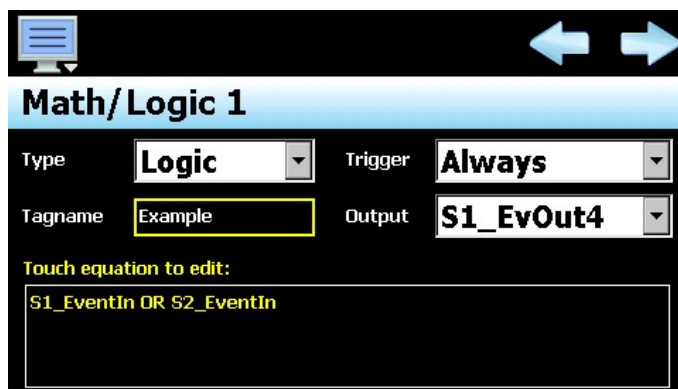 Math/Logic 1
Type Logic Trigger Always
Tagname Example Output S1_EvOut4
Touch equation to edit:
S1_EventIn OR S2_EventIn